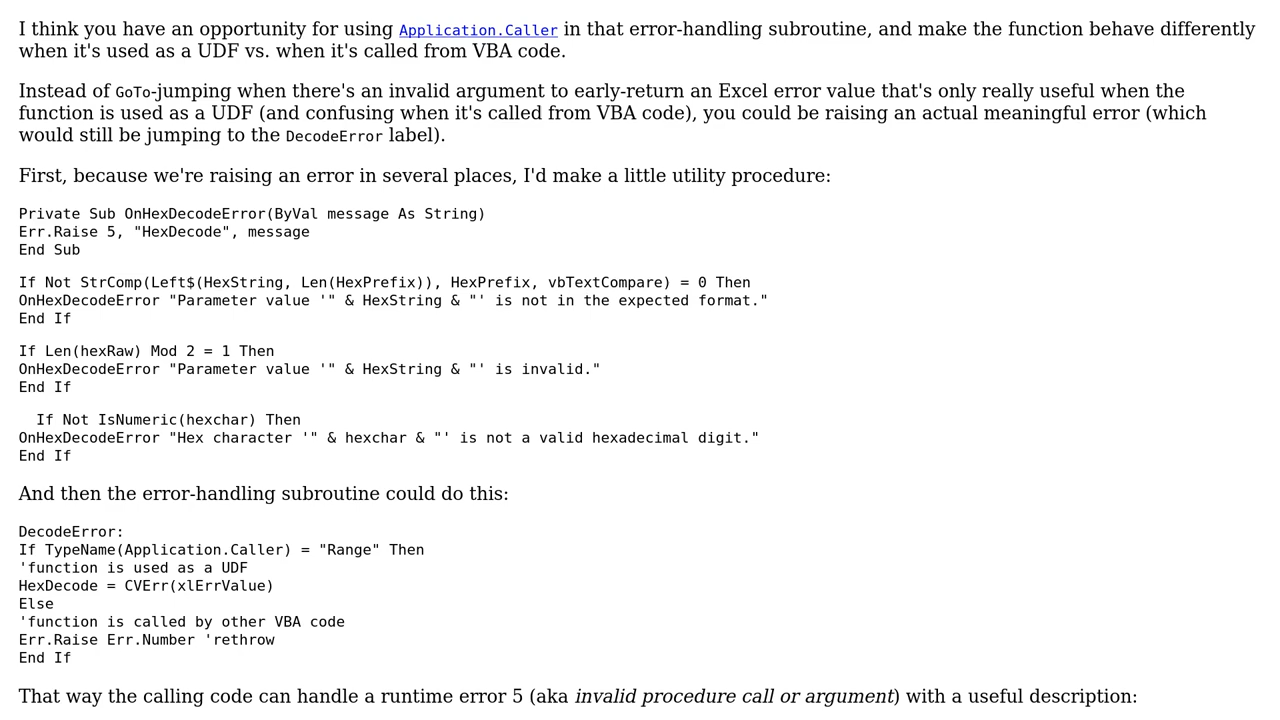 I think you have an opportunity for using Application.Caller in that error-handling subroutine, and make the function behave differently
when it's used as a UDF vs. when it's called from VBA code.
Instead of GoTo-jumping when there's an invalid argument to early-return an Excel error value that's only really useful when the
function is used as a UDF (and confusing when it's called from VBA code), you could be raising an actual meaningful error (which
would still be jumping to the DecodeError label).
First, because we're raising an error in several places, I'd make a little utility procedure:
Private Sub OnHexDecodeError(ByVal message As String)
Err.Raise 5, "HexDecode", message
End Sub
If Not StrComp(Left$(HexString, Len(HexPrefix)), HexPrefix, vbTextCompare) = 0 Then
OnHexDecodeError "Parameter value '" & HexString & "' is not in the expected format."
End If
If Len(hexRaw) Mod 2 = 1 Then
OnHexDecodeError "Parameter value '" & HexString & "' is invalid."
End If
If Not IsNumeric(hexchar) Then
OnHexDecodeError "Hex character '" & hexchar & "' is not a valid hexadecimal digit."
End If
And then the error-handling subroutine could do this:
DecodeError:
If TypeName(Application.Caller) = "Range" Then
'function is used as a UDF
HexDecode = CVErr(xlErrValue)
Else
'function is called by other VBA code
Err.Raise Err.Number 'rethrow
End If
That way the calling code can handle a runtime error 5 (aka invalid procedure call or argument) with a useful description: